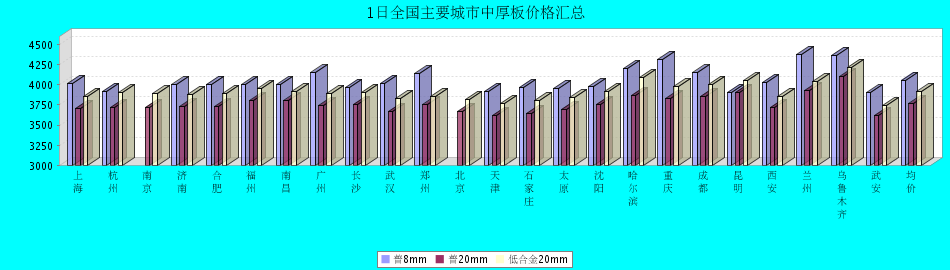 1日全国主要城市中厚板价格汇总
4500
4250
4000
3750
3500
3250
3000
上海
杭州
南京
济南
合肥
福州
南昌
广州
长沙
武汉
郑州
北京
天津
石家庄
太原
沈阳
哈尔滨
重庆
成都
昆明
西安
兰州
乌鲁木齐
武安
均价
普8mm
普20mm
低合金20mm